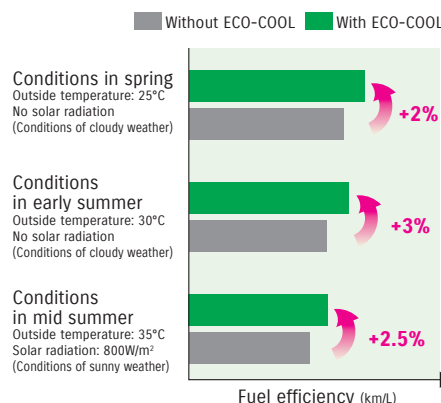 Without ECO-COOL With ECO-COOL
Conditions in spring
Outside temperature: 25°C
No solar radiation
(Conditions of cloudy weather)
+2%
Conditions
in early summer
Outside temperature: 30°C
No solar radiation
(Conditions of cloudy weather)
+3%
Conditions
in mid summer
Outside temperature: 35°C
Solar radiation: 800W/m²
(Conditions of sunny weather)
+2.5%
Fuel efficiency (km/L)